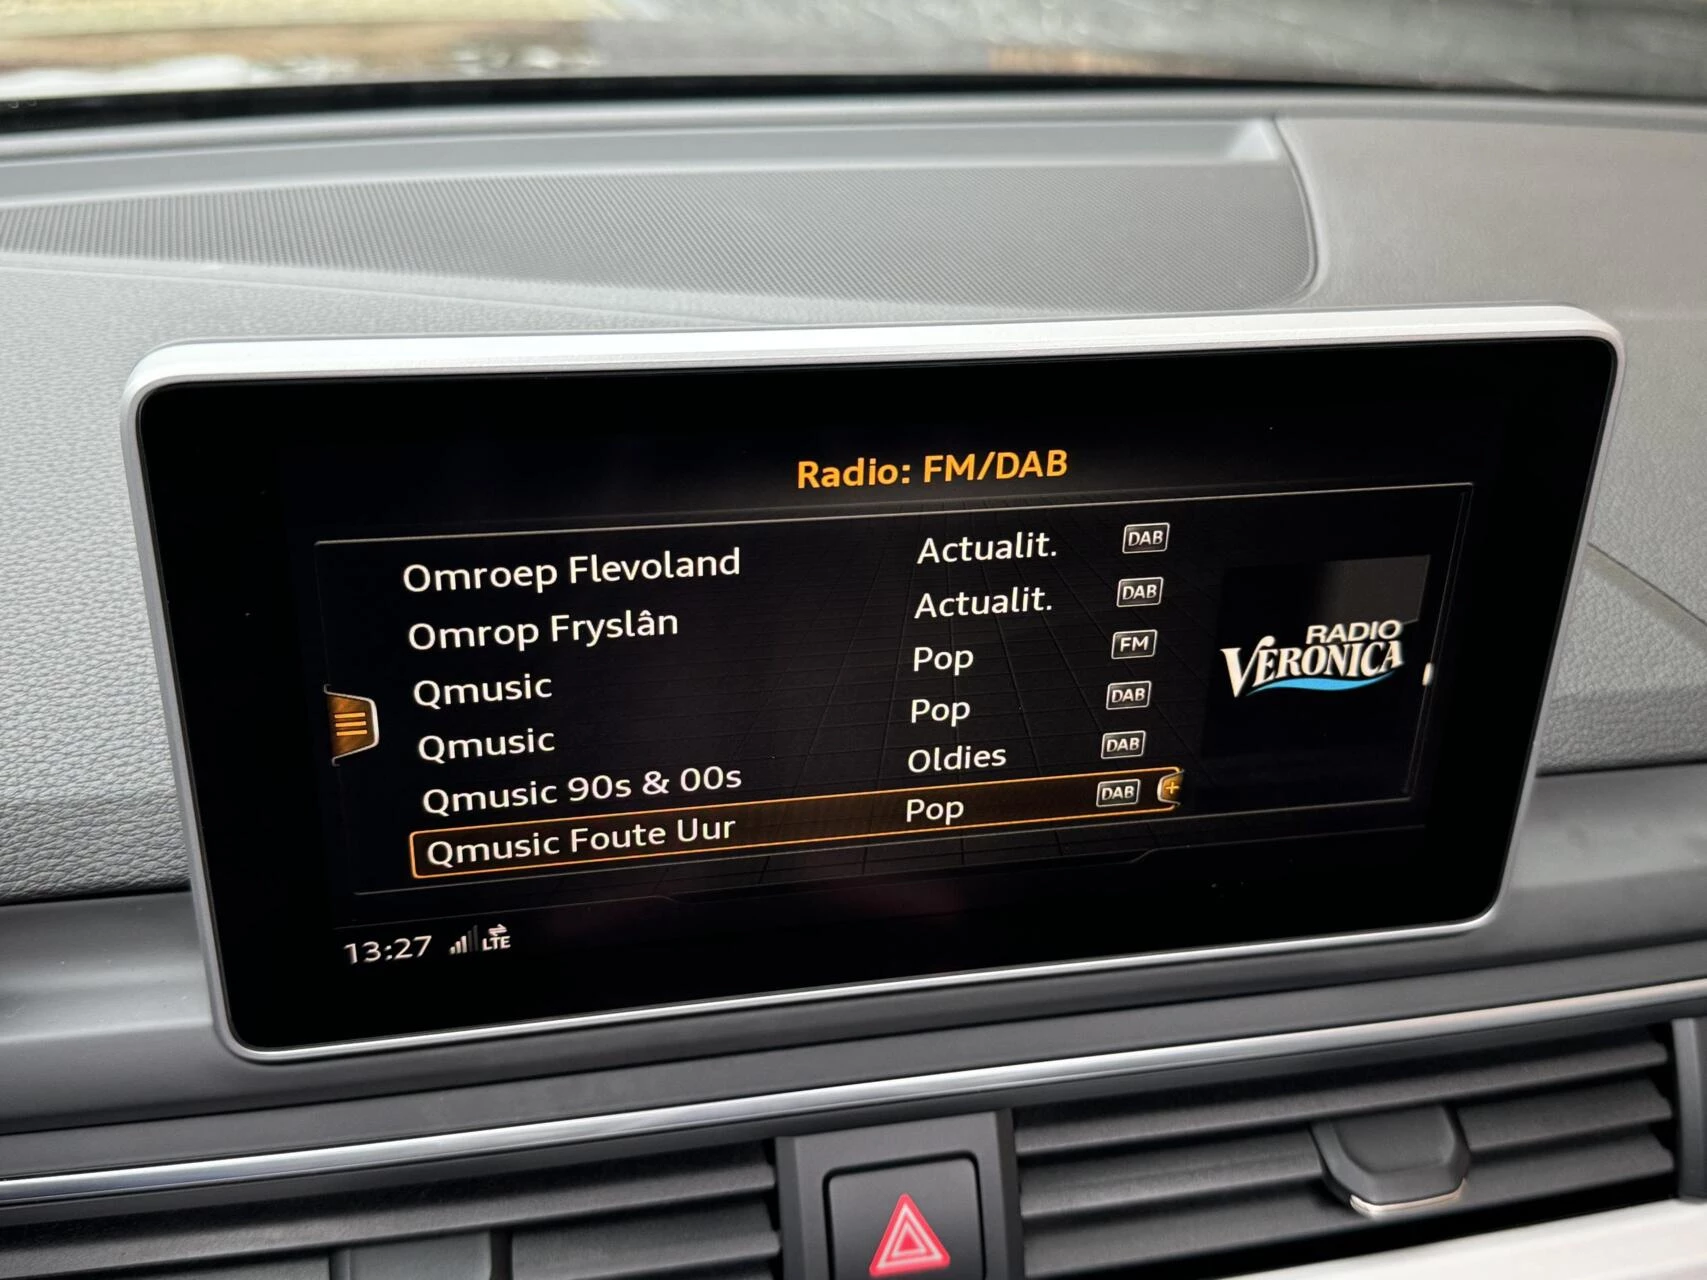 Radio: FM/DAB
Omroep Flevoland Actualit. DAB
Omrop Fryslân Actualit. DAB
Qmusic Pop FM
Qmusic Pop DAB
Qmusic 90s & 00s Oldies DAB
Qmusic Foute Uur Pop DAB
RADIO
VERONICA
13:27 LTE